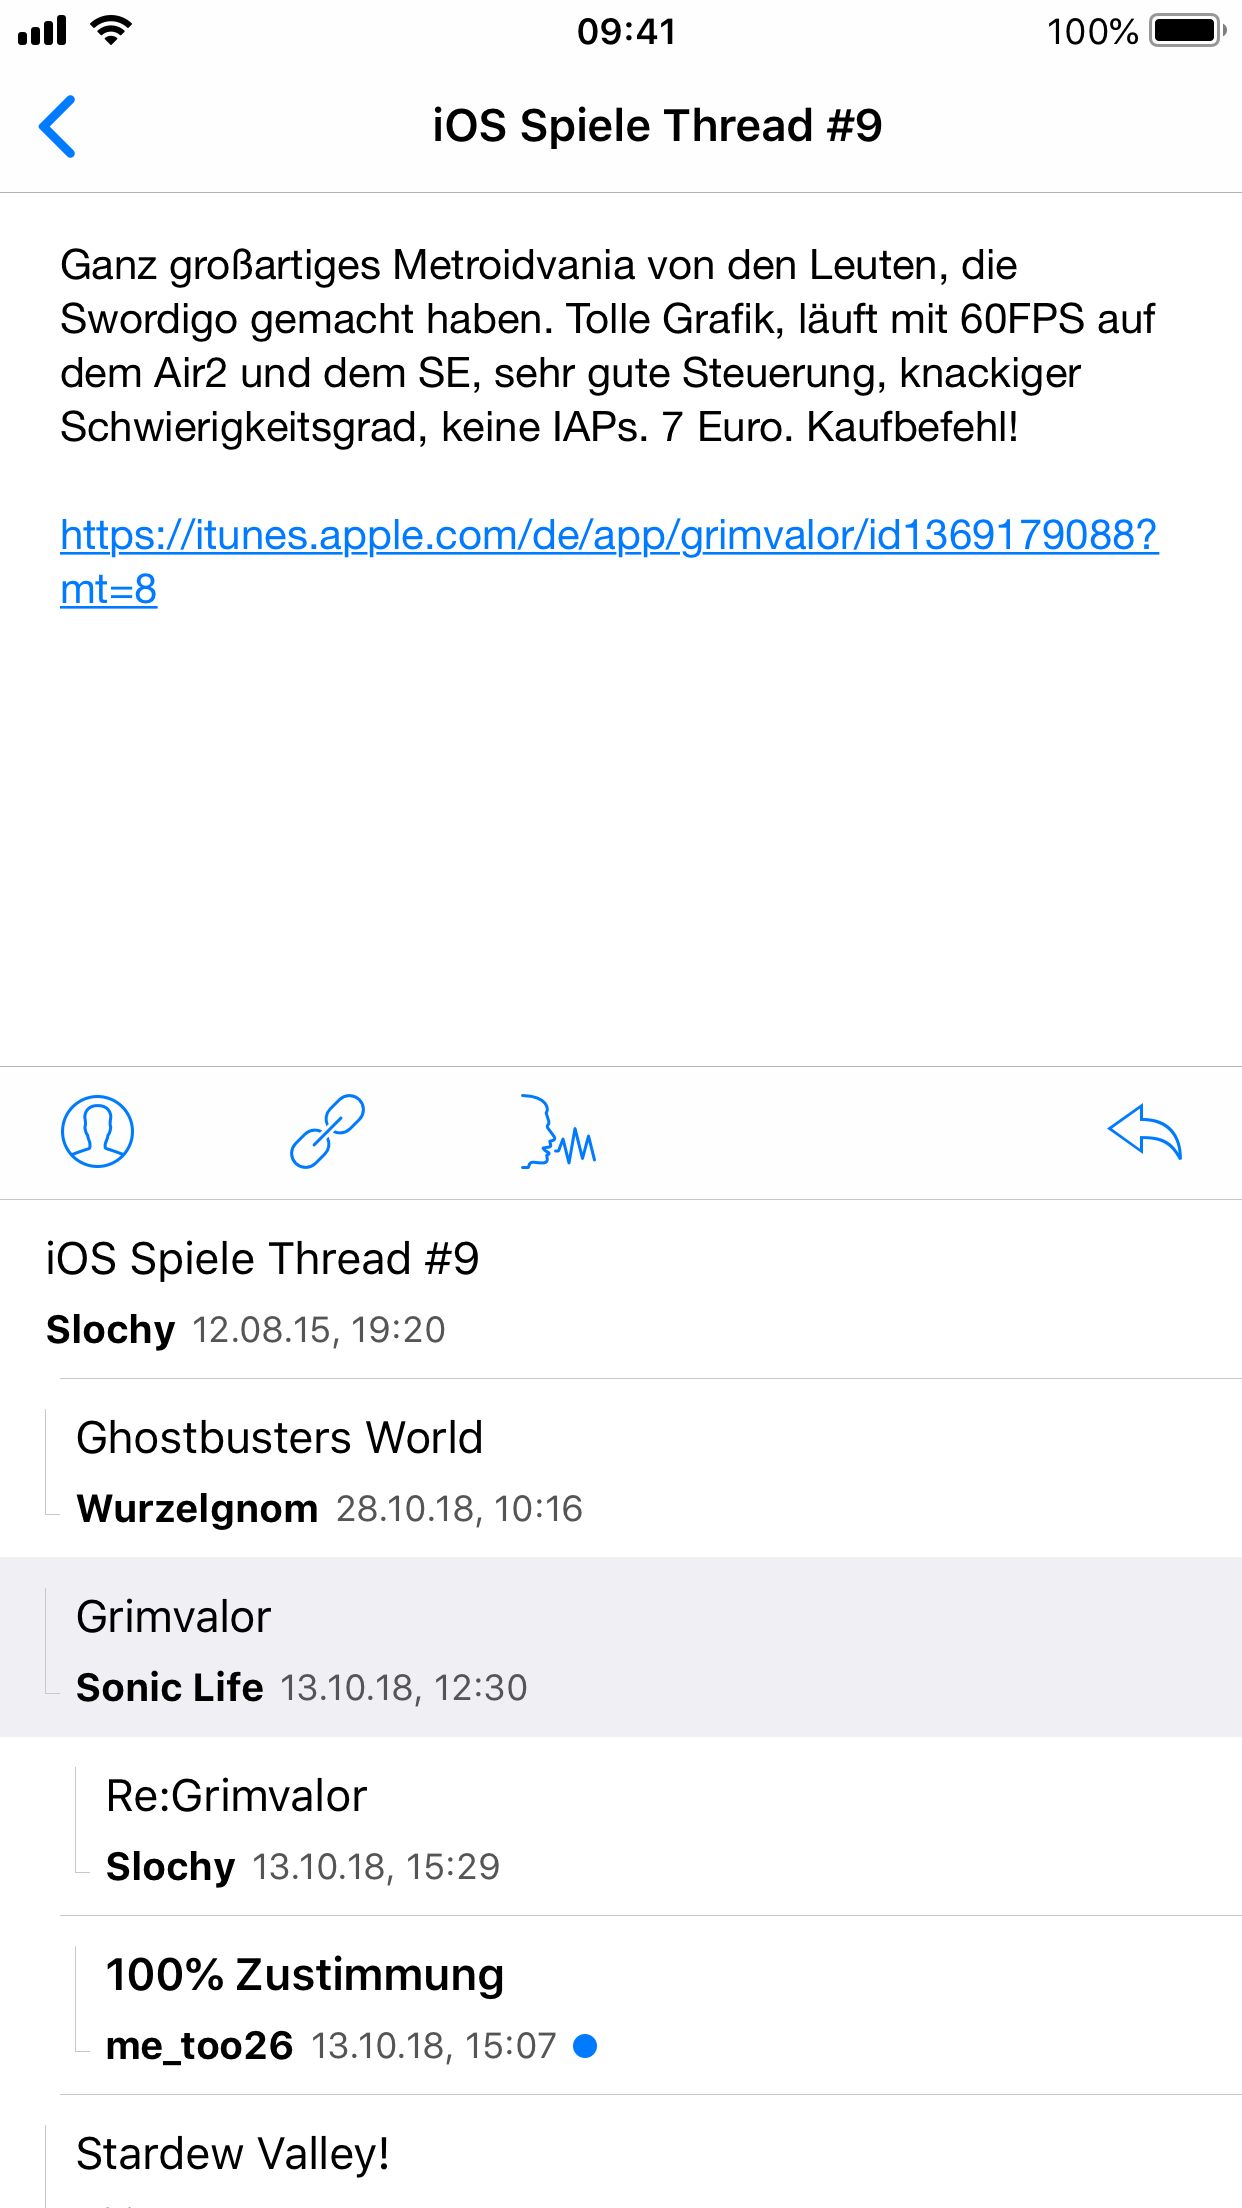 09:41
100%
iOS Spiele Thread #9
Ganz großartiges Metroidvania von den Leuten, die
Swordigo gemacht haben. Tolle Grafik, läuft mit 60FPS auf
dem Air2 und dem SE, sehr gute Steuerung, knackiger
Schwierigkeitsgrad, keine IAPs. 7 Euro. Kaufbefehl!
https://itunes.apple.com/de/app/grimvalor/id1369179088?
mt=8
iOS Spiele Thread #9
Slochy 12.08.15, 19:20
Ghostbusters World
Wurzelgnom 28.10.18, 10:16
Grimvalor
Sonic Life 13.10.18, 12:30
Re:Grimvalor
Slochy 13.10.18, 15:29
100% Zustimmung
me_too26 13.10.18, 15:07
Stardew Valley!